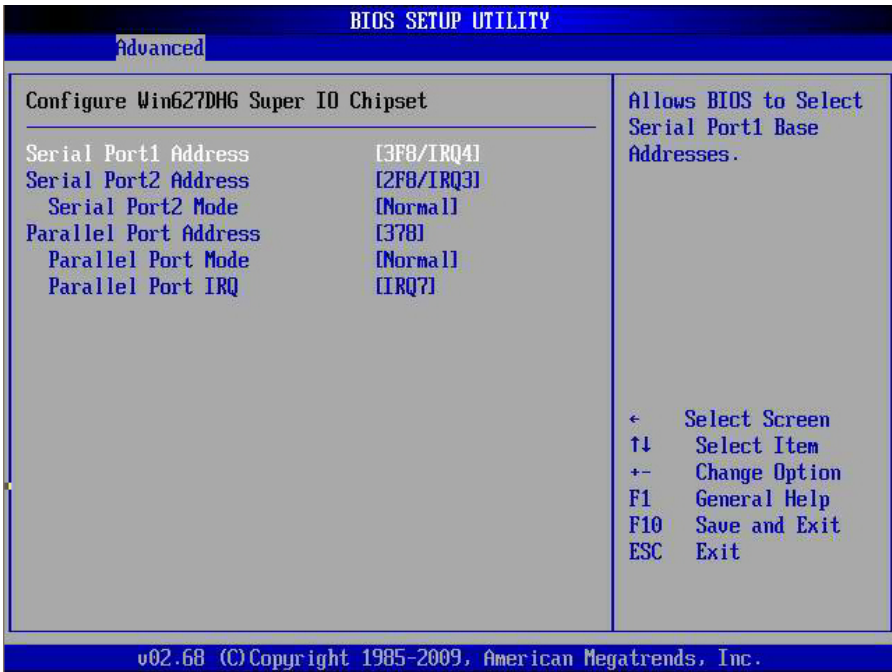 BIOS SETUP UTILITY
Advanced
Configure Win627DHG Super IO Chipset
Serial Port1 Address [3F8/IRQ4]
Serial Port2 Address [2F8/IRQ3]
Serial Port2 Mode [Normal]
Parallel Port Address [378]
Parallel Port Mode [Normal]
Parallel Port IRQ [IRQ7]
Allows BIOS to Select
Serial Port1 Base
Addresses.
← Select Screen
↑↓ Select Item
+- Change Option
F1 General Help
F10 Save and Exit
ESC Exit
v02.68 (C)Copyright 1985-2009, American Megatrends, Inc.